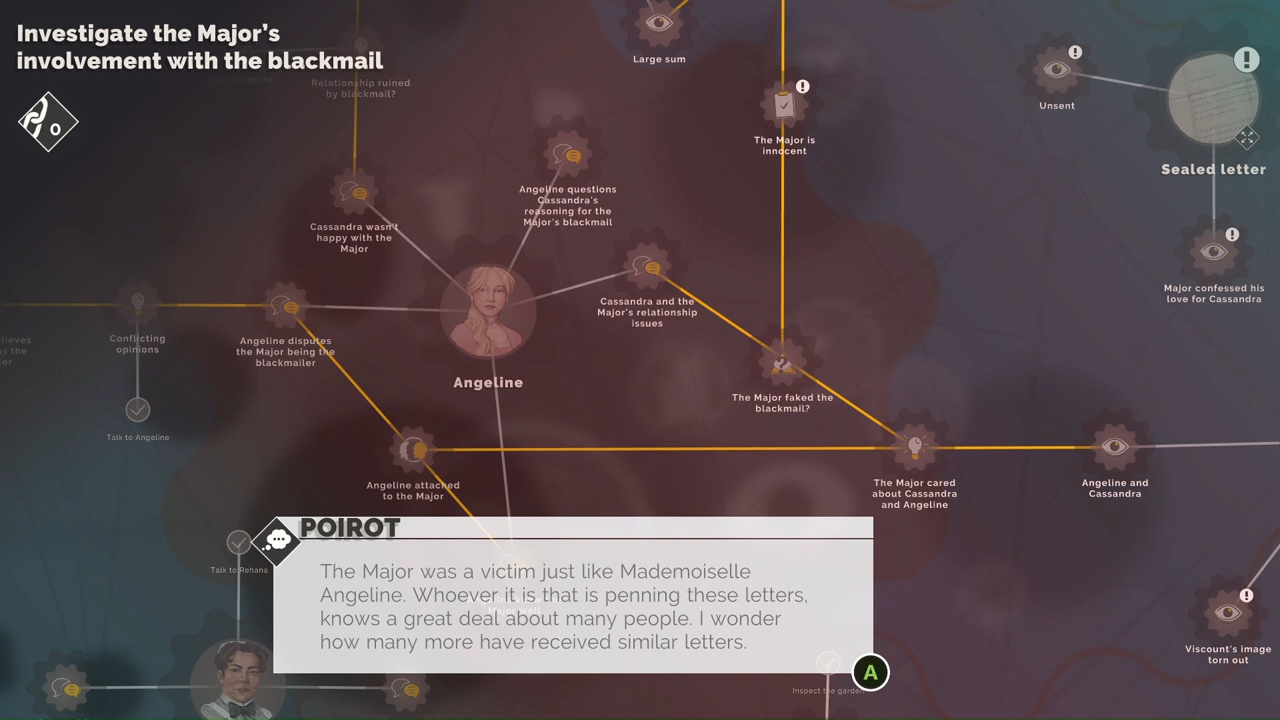 Investigate the Major's
involvement with the blackmail
0
Relationship ruined
by blackmail?
Large sum
The Major is
innocent
Unsent
Sealed letter
Angeline questions
Cassandra's
reasoning for the
Major's blackmail
Cassandra wasn't
happy with the
Major
Cassandra and the
Major's relationship
issues
Major confessed his
love for Cassandra
Conflicting
opinions
Angeline disputes
the Major being the
blackmailer
Angeline
The Major faked the
blackmail?
Talk to Angeline
Angeline attached
to the Major
The Major cared
about Cassandra
and Angeline
Angeline and
Cassandra
POIROT
Talk to Rehana
The Major was a victim just like Mademoiselle
Angeline. Whoever it is that is penning these letters,
knows a great deal about many people. I wonder
how many more have received similar letters.
A
Viscount's image
torn out
Inspect the garden